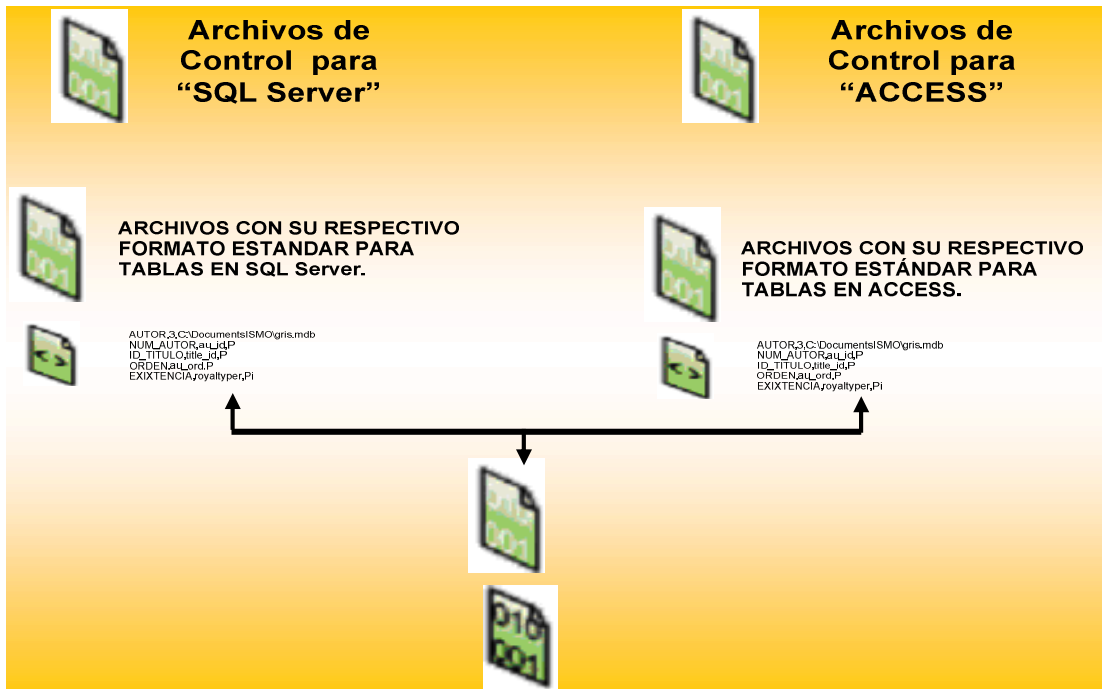 Archivos de
Control para
“SQL Server”
Archivos de
Control para
“ACCESS”
ARCHIVOS CON SU RESPECTIVO
FORMATO ESTANDAR PARA
TABLAS EN SQL Server.
AUTOR,3,C:\DocumentsISMO\gris.mdb
NUM_AUTOR,au_id,P
ID_TITULO,title_id,P
ORDEN,au_ord,P
EXIXTENCIA,royaltyper,Pi
ARCHIVOS CON SU RESPECTIVO
FORMATO ESTÁNDAR PARA
TABLAS EN ACCESS.
AUTOR,3,C:\DocumentsISMO\gris.mdb
NUM_AUTOR,au_id,P
ID_TITULO,title_id,P
ORDEN,au_ord,P
EXIXTENCIA,royaltyper,Pi
010
001